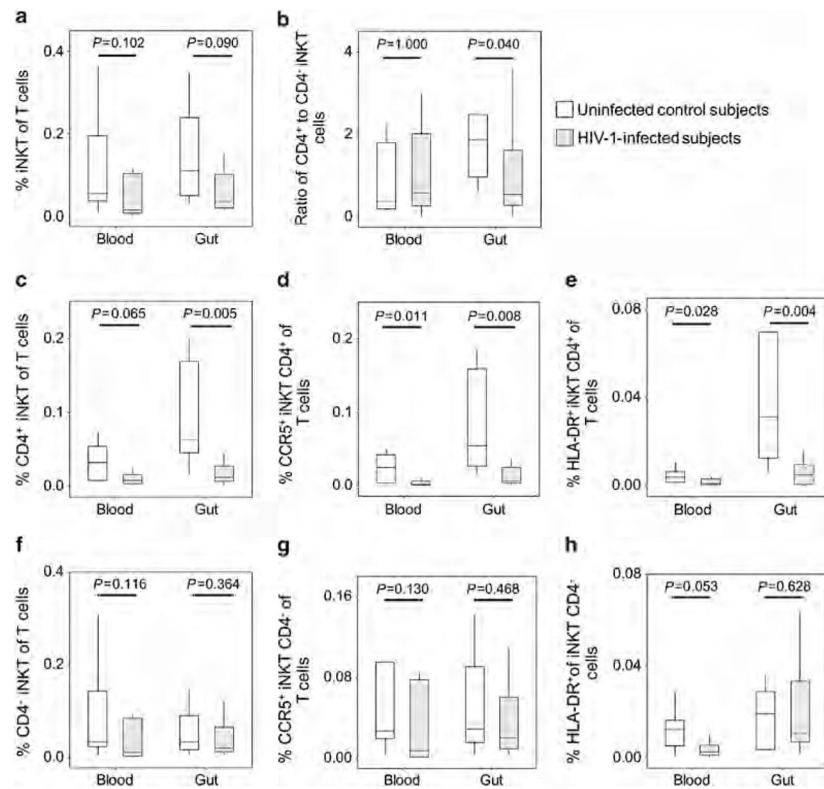 a
P=0.102
P=0.090
% iNKT of T cells
0.4
0.2
0.0
Blood Gut
b
P=1.000
P=0.040
Ratio of CD4+ to CD4- iNKT
cells
4
2
0
Blood Gut
Uninfected control subjects
HIV-1-infected subjects
c
P=0.065
P=0.005
% CD4+ iNKT of T cells
0.2
0.1
0.0
Blood Gut
d
P=0.011
P=0.008
% CCR5+ iNKT CD4+ of
T cells
0.2
0.1
0.0
Blood Gut
e
P=0.028
P=0.004
% HLA-DR+ iNKT CD4+ of
T cells
0.08
0.04
0.00
Blood Gut
f
P=0.116
P=0.364
% CD4- iNKT of T cells
0.4
0.2
0.0
Blood Gut
g
P=0.130
P=0.468
% CCR5+ iNKT CD4- of
T cells
0.16
0.08
0.00
Blood Gut
h
P=0.053
P=0.628
% HLA-DR+ of iNKT CD4-
cells
0.08
0.04
0.00
Blood Gut